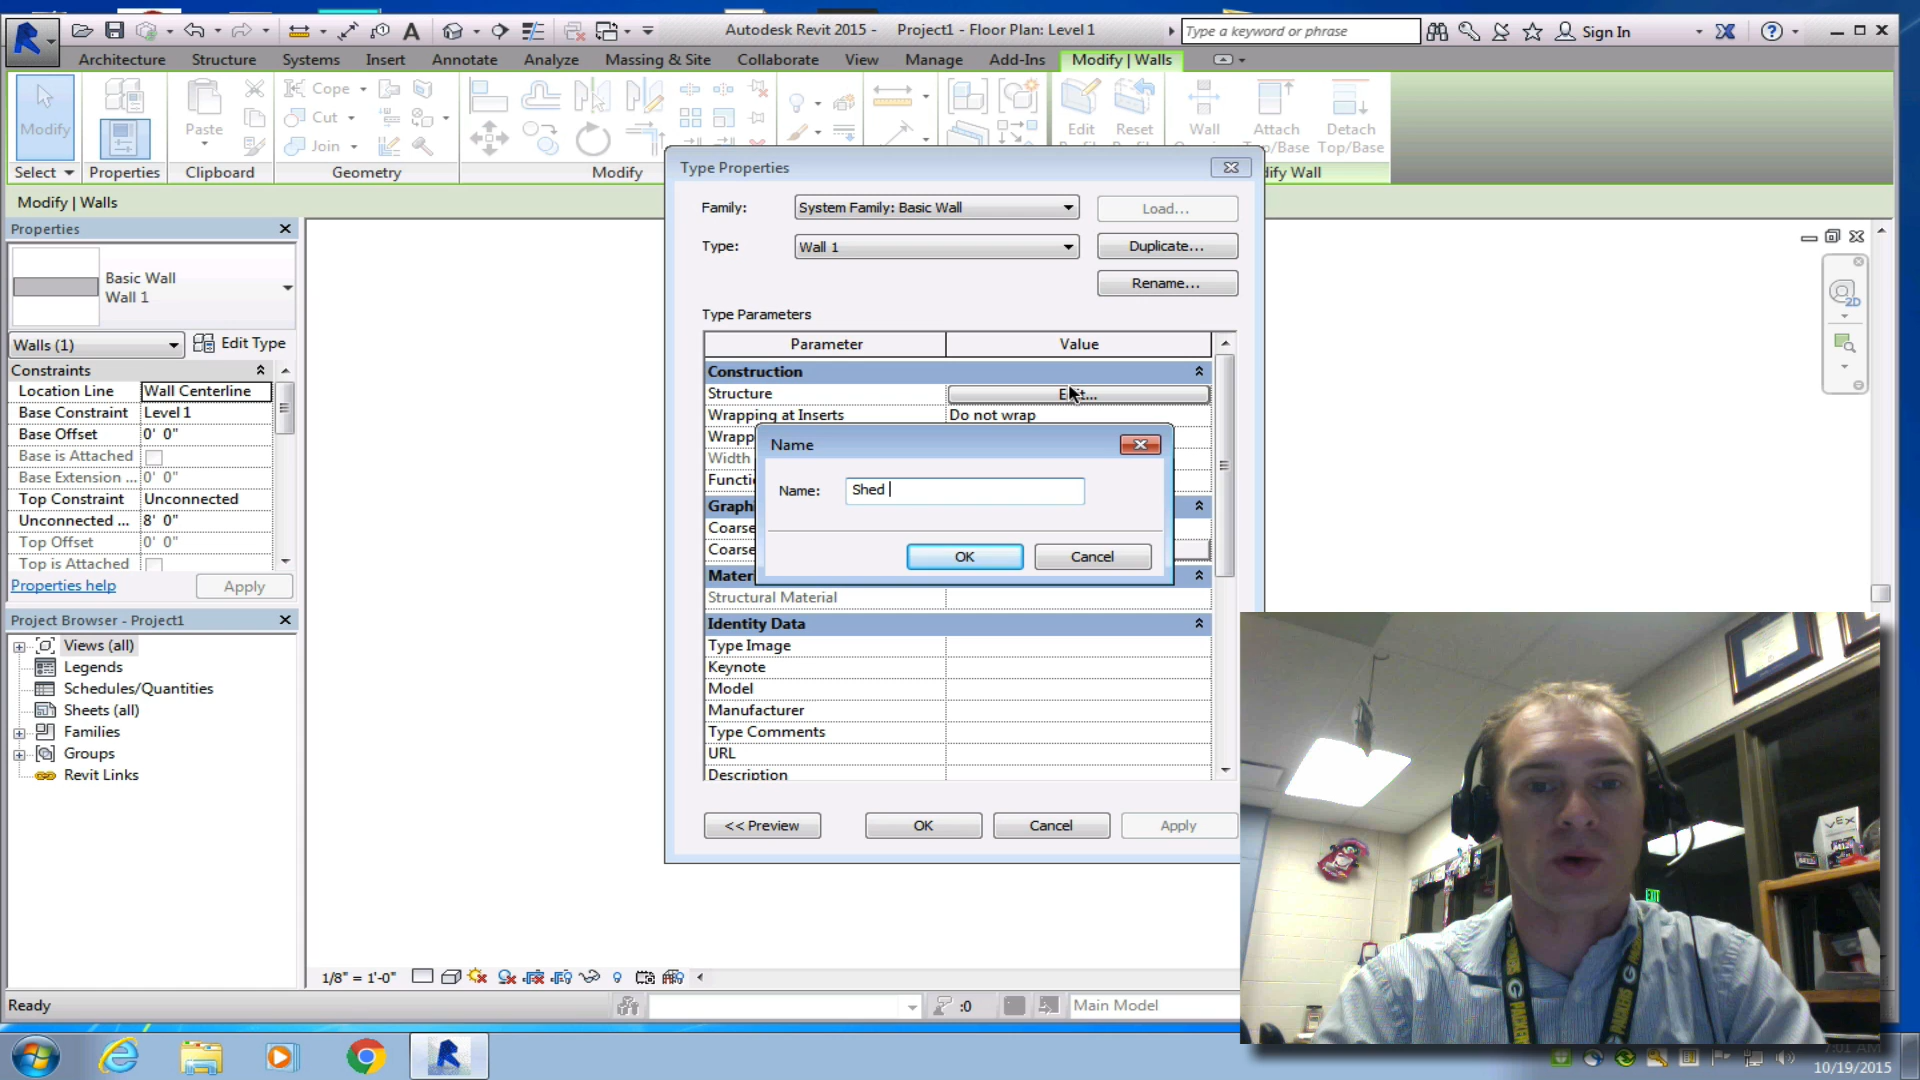 Autodesk Revit 2015 - Project1 - Floor Plan: Level 1
Type a keyword or phrase
Sign In
Architecture Structure Systems Insert Annotate Analyze Massing & Site Collaborate View Manage Add-Ins Modify | Walls
Modify
Paste
Cope
Cut
Join
Edit
Reset
Wall
Attach
Top/Base
Detach
Top/Base
Select Properties Clipboard Geometry Modify
Modify | Walls
Properties
Basic Wall
Wall 1
Walls (1) Edit Type
Constraints
Location Line Wall Centerline
Base Constraint Level 1
Base Offset 0' 0"
Base is Attached
Base Extension ... 0' 0"
Top Constraint Unconnected
Unconnected ... 8' 0"
Top Offset 0' 0"
Top is Attached
Properties help Apply
Project Browser - Project1
Views (all)
Legends
Schedules/Quantities
Sheets (all)
Families
Groups
Revit Links
Type Properties
Family: System Family: Basic Wall Load...
Type: Wall 1 Duplicate...
Rename...
Type Parameters
Parameter Value
Construction
Structure
Wrapping at Inserts Do not wrap
Width
Name
Name: Shed
OK Cancel
Structural Material
Identity Data
Type Image
Keynote
Model
Manufacturer
Type Comments
URL
Description
<< Preview OK Cancel Apply
2D
1/8" = 1'-0"
Ready
:0
Main Model
VEX
EXIT
PACKERS
10/19/2015